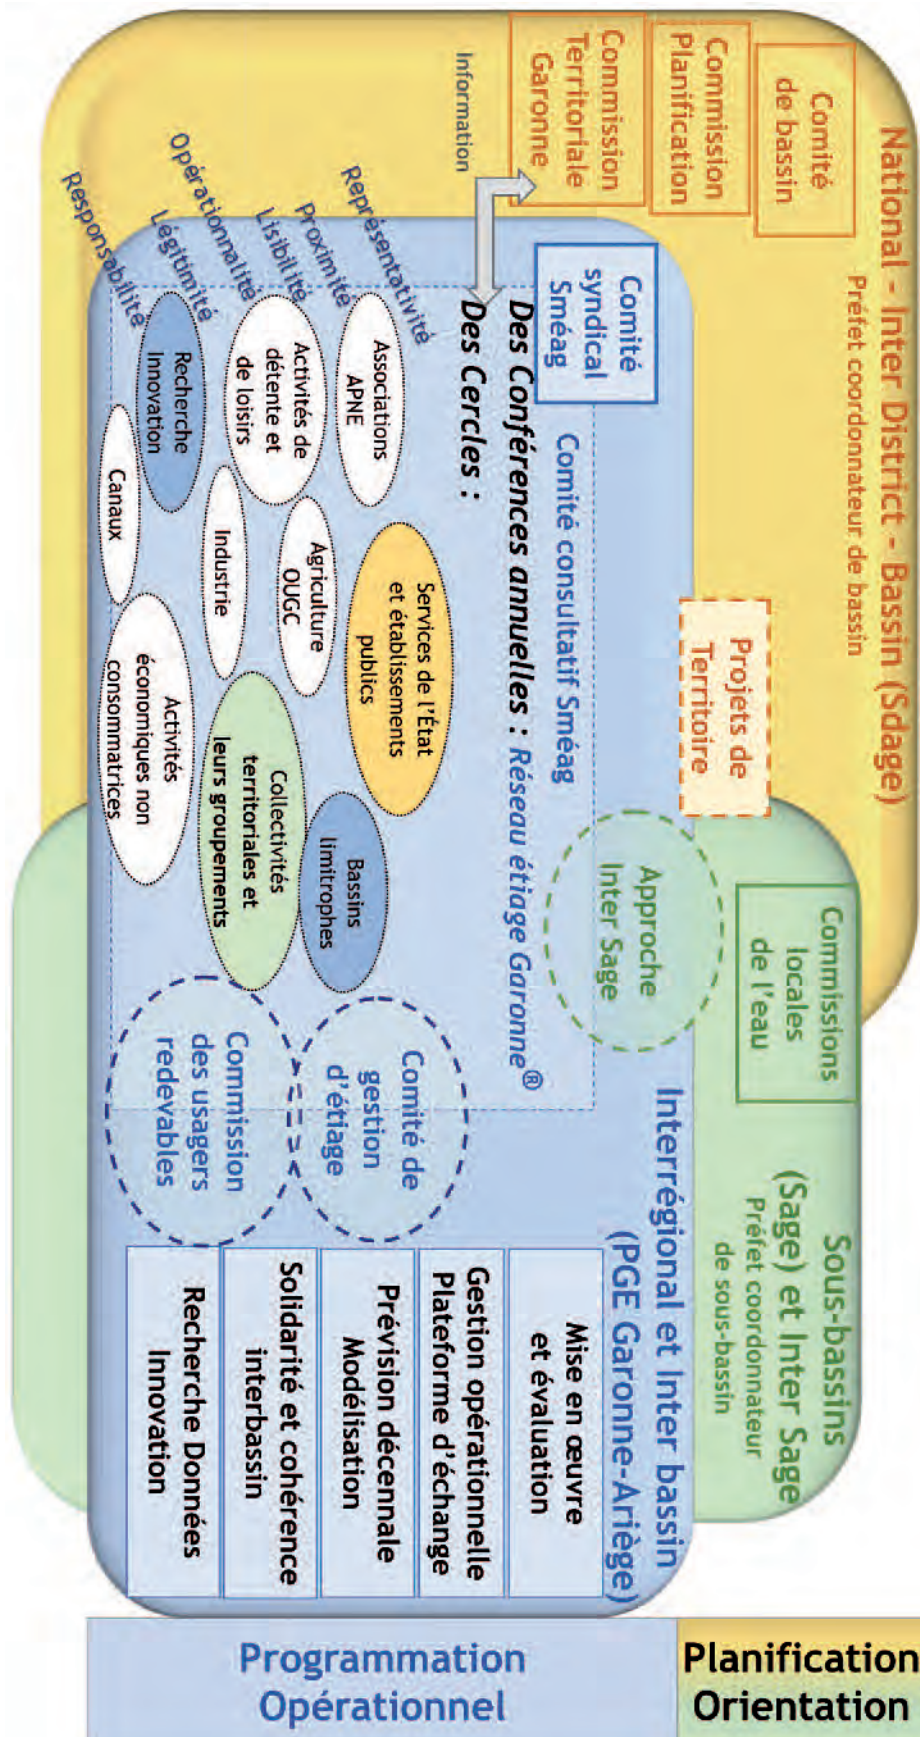 National - Inter District - Bassin (Sdage)
Préfet coordonnateur de bassin
Comité
de bassin
Commission
Planification
Commission
Territoriale
Garonne
Information
Projets de
Territoire
Commissions
locales
de l'eau
Sous-bassins
(Sage) et Inter Sage
Préfet coordonnateur
de sous-bassin
Approche
Inter Sage
Interrégional et Inter bassin
(PGE Garonne-Ariège)
Comité
syndical
Sméag
Comité consultatif Sméag
Des Conférences annuelles : Réseau étiage Garonne®
Des Cercles :
Représentativité
Proximité
Lisibilité
Opérationnalité
Légitimité
Responsabilité
Associations
APNE
Services de l'État
et établissements
publics
Activités de
détente et
de loisirs
Agriculture
OUGC
Bassins
limitrophes
Recherche
Innovation
Industrie
Collectivités
territoriales et
leurs groupements
Canaux
Activités
économiques non
consommatrices
Comité de
gestion
d'étiage
Commission
des usagers
redevables
Mise en œuvre
et évaluation
Gestion opérationnelle
Plateforme d'échange
Prévision décennale
Modélisation
Solidarité et cohérence
interbassin
Recherche Données
Innovation
Planification
Orientation
Programmation
Opérationnel